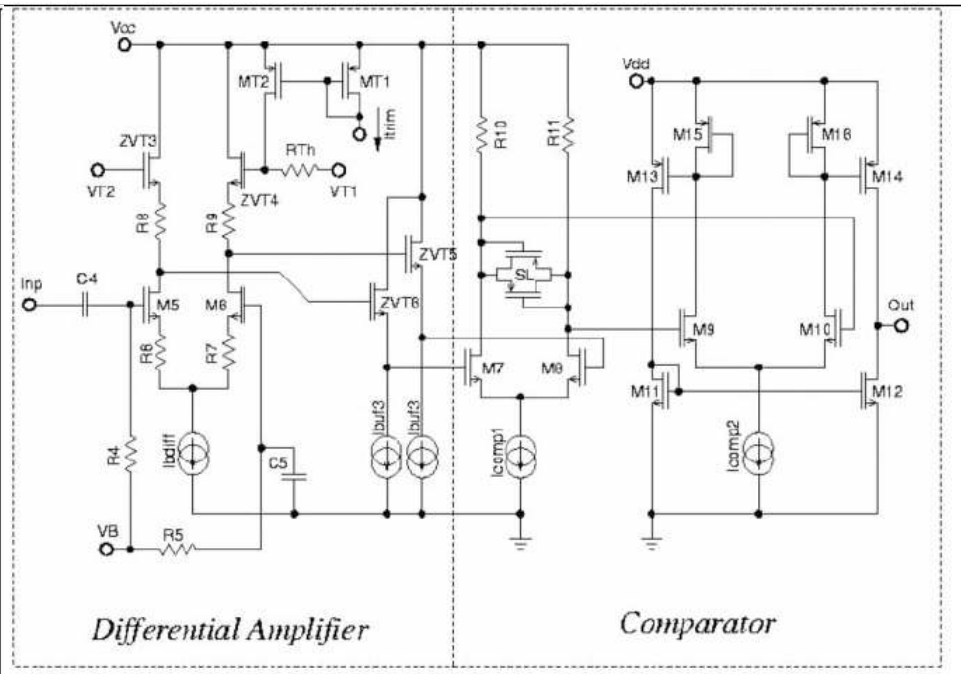 Vcc
MT2
MT1
Itrim
R10
R11
Vdd
M15
M16
ZVT3
VT2
RTh
VT1
ZVT4
M13
M14
R8
R9
ZVT5
SL
Inp
C4
M5
M6
ZVT6
M9
M10
Out
R6
R7
M7
M8
M11
M12
R4
Ibdiff
C5
Ibuf3
Ibuf3
Icomp1
Icomp2
VB
R5
Differential Amplifier
Comparator